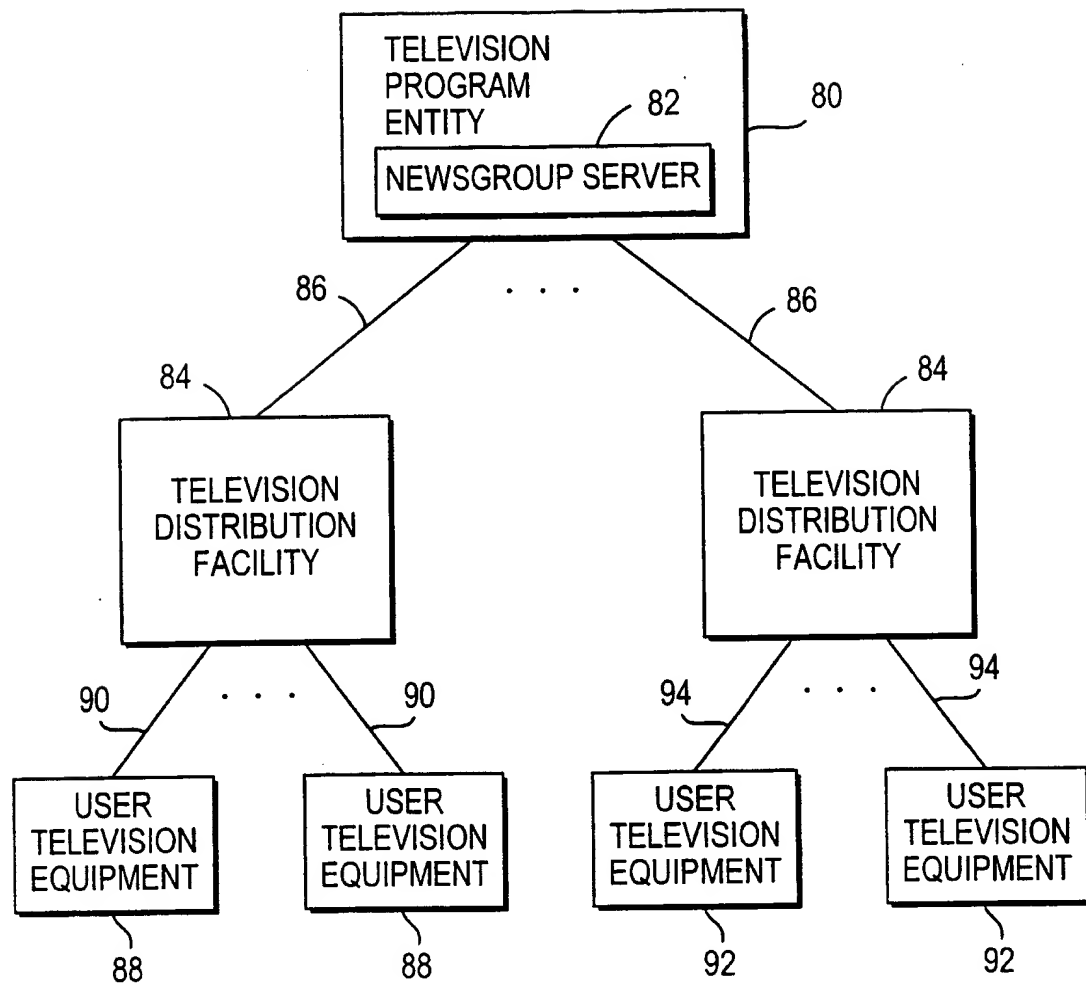 TELEVISION
PROGRAM
ENTITY
82
80
NEWSGROUP SERVER
86
86
84
84
TELEVISION
DISTRIBUTION
FACILITY
TELEVISION
DISTRIBUTION
FACILITY
90
90
94
94
USER
TELEVISION
EQUIPMENT
USER
TELEVISION
EQUIPMENT
USER
TELEVISION
EQUIPMENT
USER
TELEVISION
EQUIPMENT
88
88
92
92